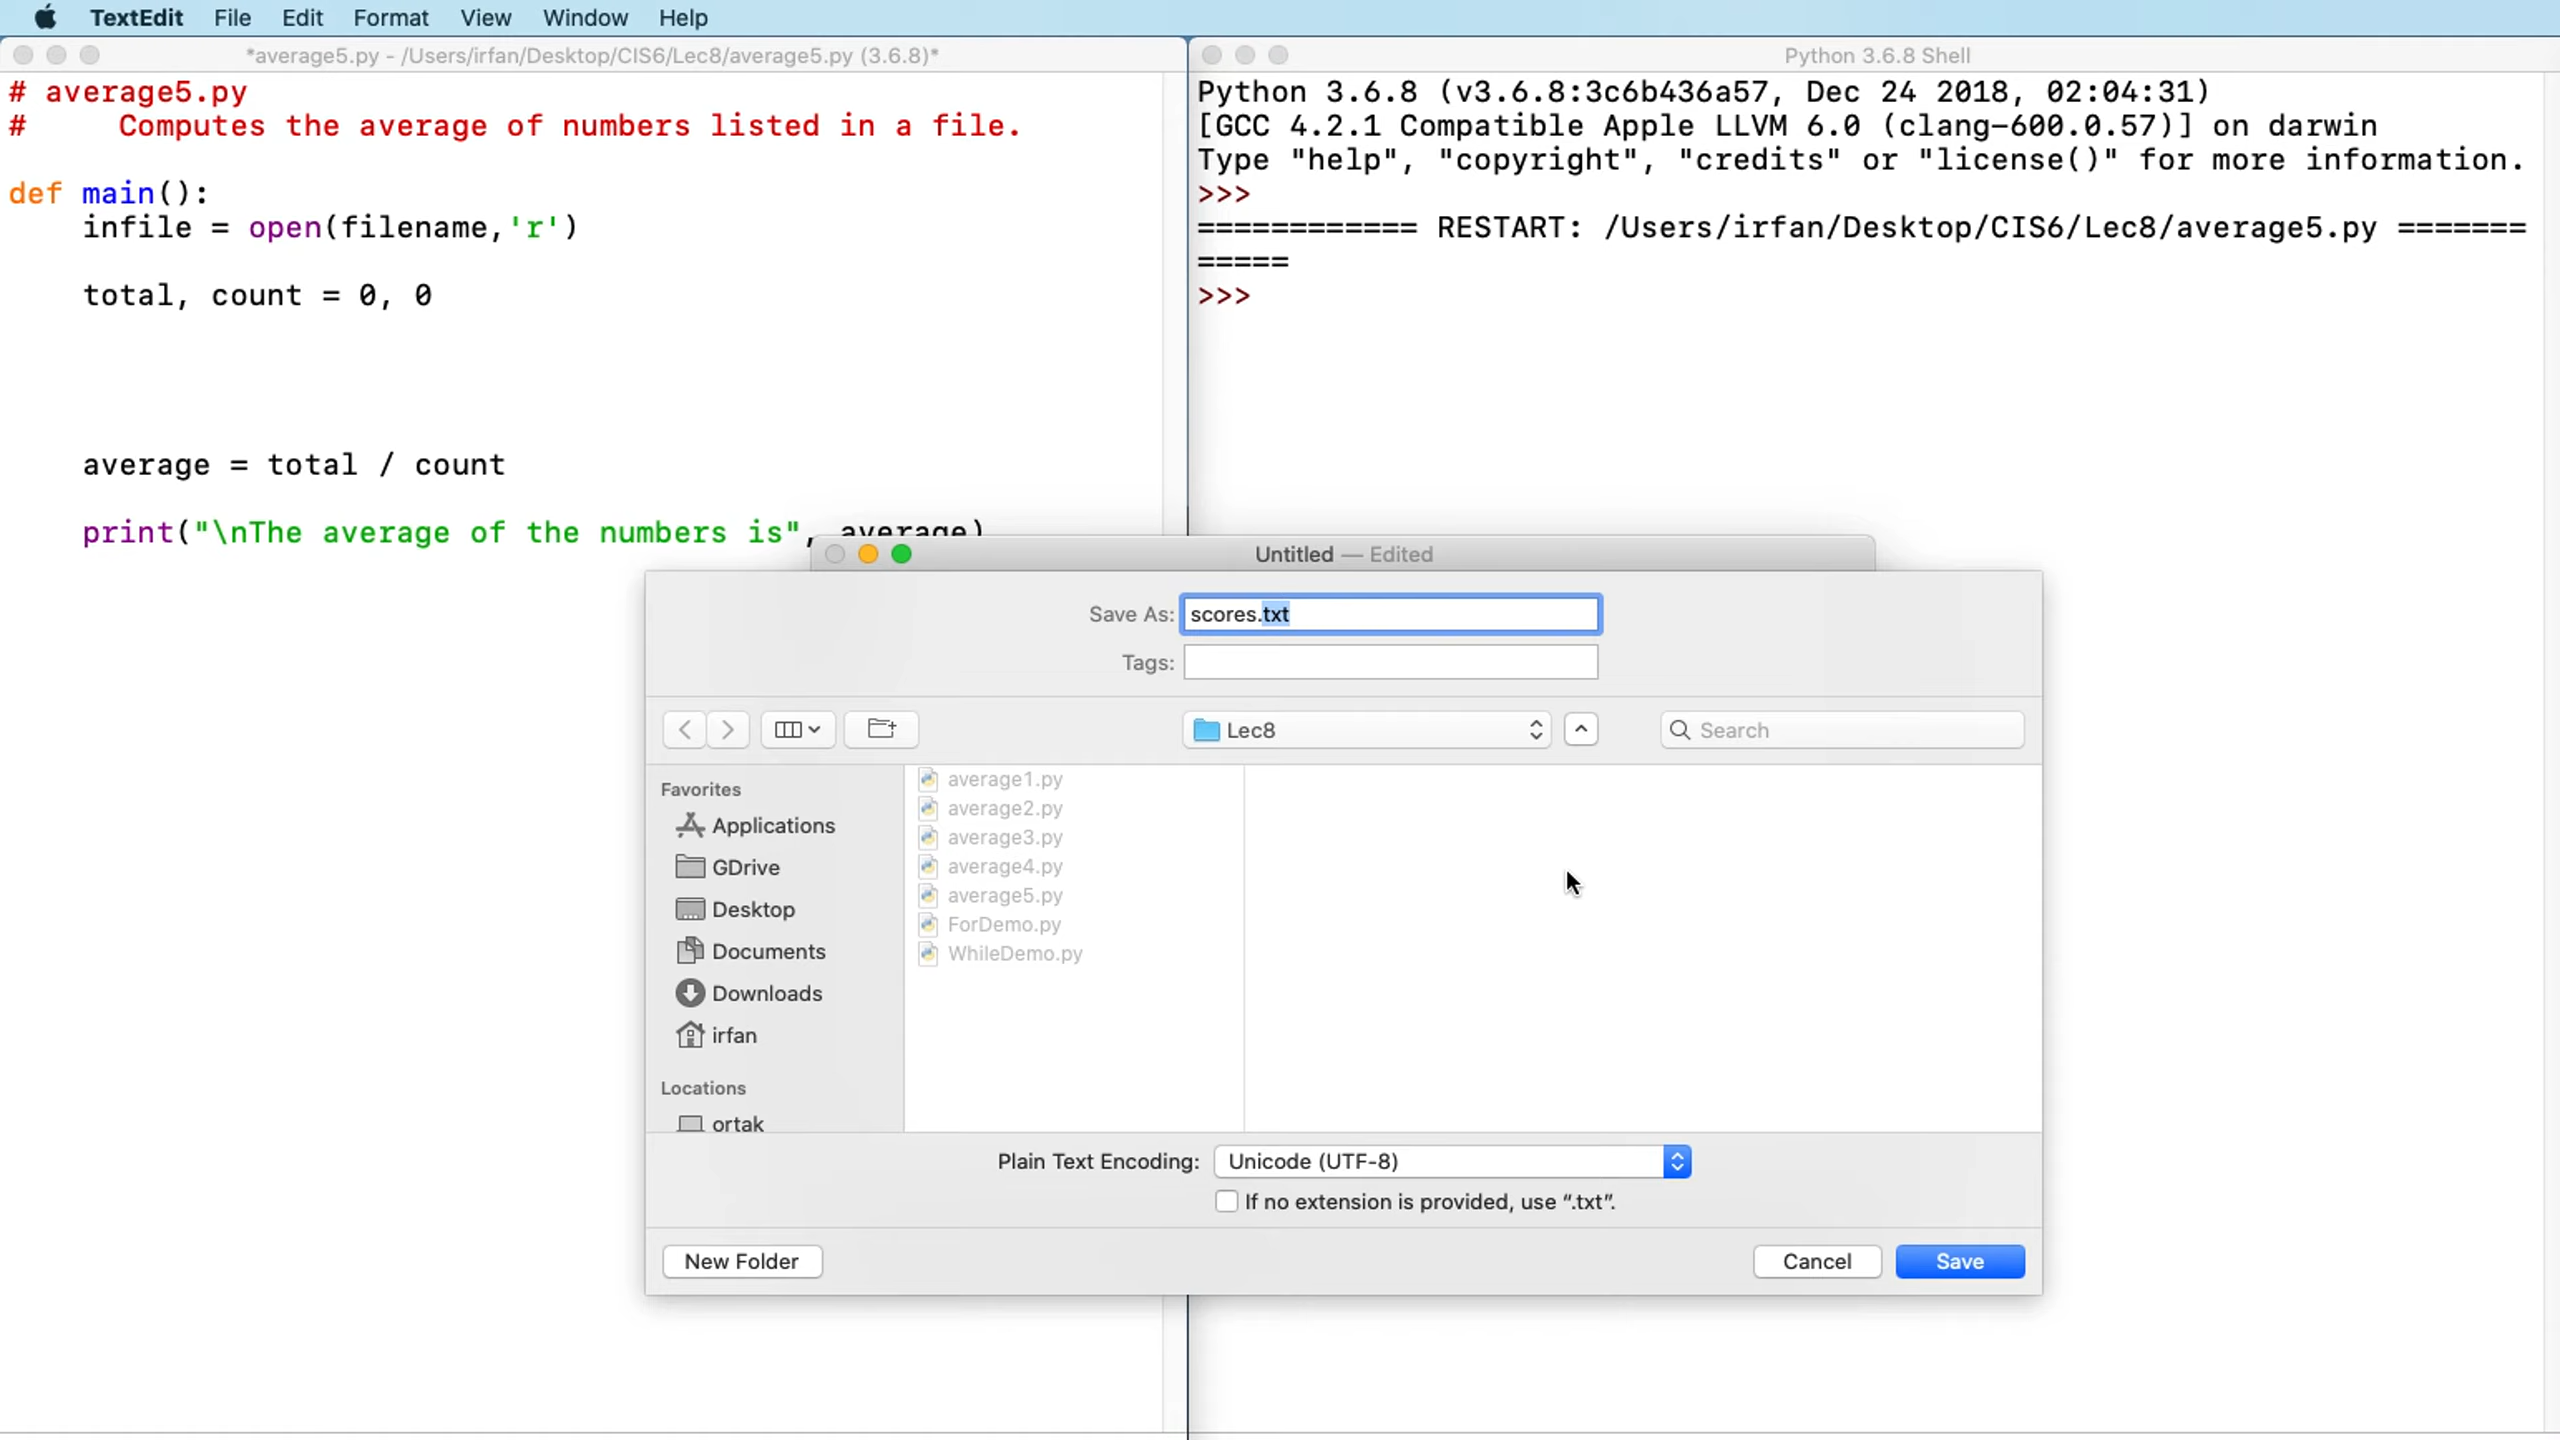 TextEdit File Edit Format View Window Help
*average5.py - /Users/irfan/Desktop/CIS6/Lec8/average5.py (3.6.8)*
# average5.py
#     Computes the average of numbers listed in a file.
def main():
    infile = open(filename,'r')
    total, count = 0, 0
    average = total / count
    print("\nThe average of the numbers is", average)
Python 3.6.8 Shell
Python 3.6.8 (v3.6.8:3c6b436a57, Dec 24 2018, 02:04:31)
[GCC 4.2.1 Compatible Apple LLVM 6.0 (clang-600.0.57)] on darwin
Type "help", "copyright", "credits" or "license()" for more information.
>>>
============ RESTART: /Users/irfan/Desktop/CIS6/Lec8/average5.py =======
=====
>>>
Untitled — Edited
Save As: scores.txt
Tags:
Lec8
Search
Favorites
Applications
GDrive
Desktop
Documents
Downloads
irfan
Locations
ortak
average1.py
average2.py
average3.py
average4.py
average5.py
ForDemo.py
WhileDemo.py
Plain Text Encoding: Unicode (UTF-8)
If no extension is provided, use “.txt”.
New Folder
Cancel
Save